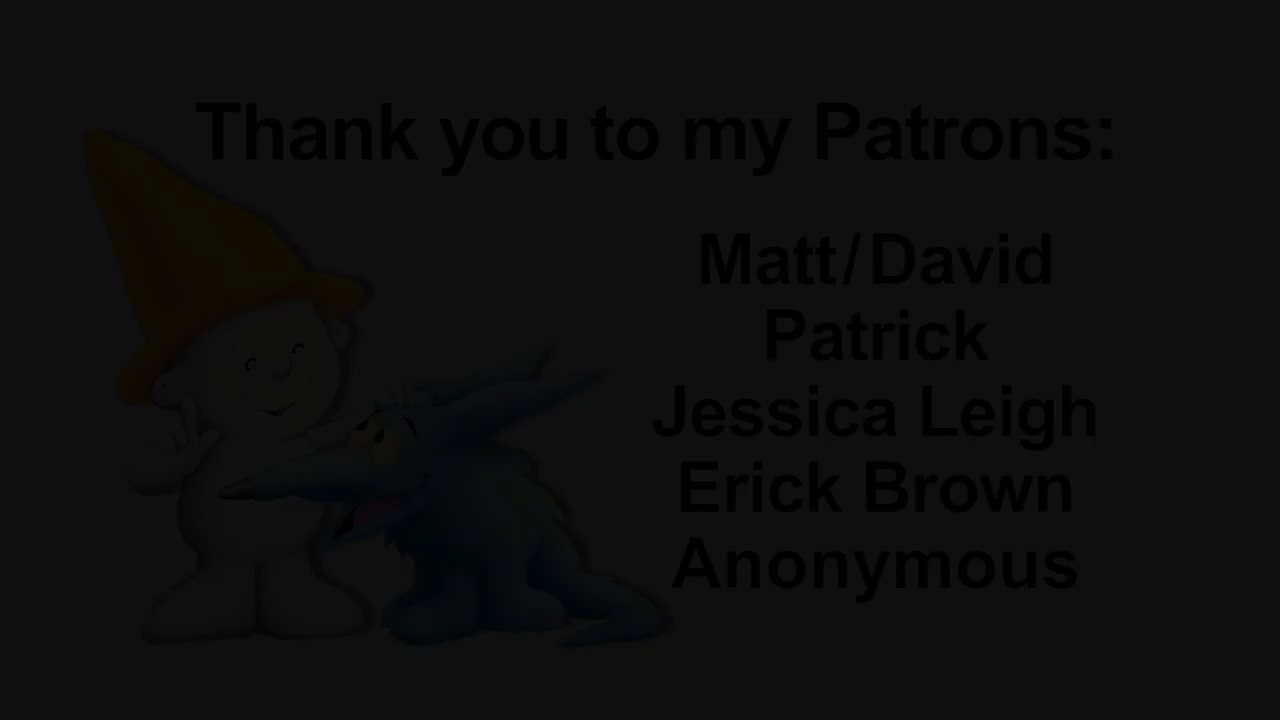 Thank you to my Patrons:
Matt/David
Patrick
Jessica Leigh
Erick Brown
Anonymous